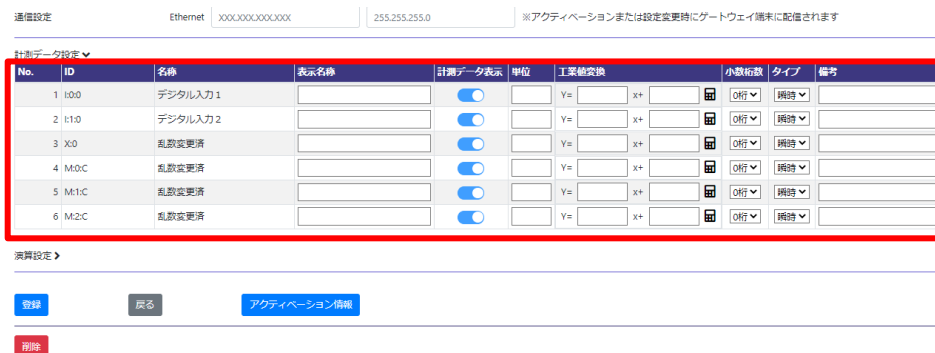 通信設定 Ethernet XXX.XXX.XXX.XXX 255.255.255.0 ※アクティベーションまたは設定変更時にゲートウェイ端末に配信されます
計測データ設定
No. ID 名称 表示名称 計測データ表示 単位 工業値変換 小数桁数 タイプ 備考
1 I:0:0 デジタル入力 1 Y= x+ 0桁 瞬時
2 I:1:0 デジタル入力 2 Y= x+ 0桁 瞬時
3 X:0 乱数変更済 Y= x+ 0桁 瞬時
4 M:0:C 乱数変更済 Y= x+ 0桁 瞬時
5 M:1:C 乱数変更済 Y= x+ 0桁 瞬時
6 M:2:C 乱数変更済 Y= x+ 0桁 瞬時
演算設定
登録 戻る アクティベーション情報
削除